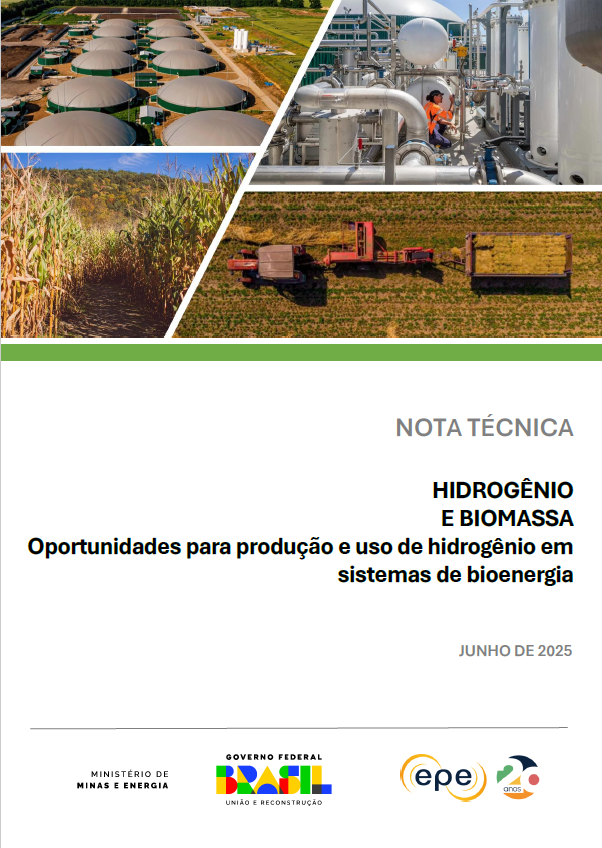 NOTA TÉCNICA
HIDROGÊNIO
E BIOMASSA
Oportunidades para produção e uso de hidrogênio em
sistemas de bioenergia
JUNHO DE 2025
MINISTÉRIO DE
MINAS E ENERGIA
GOVERNO FEDERAL
BRASIL
UNIÃO E RECONSTRUÇÃO
epe
20
anos